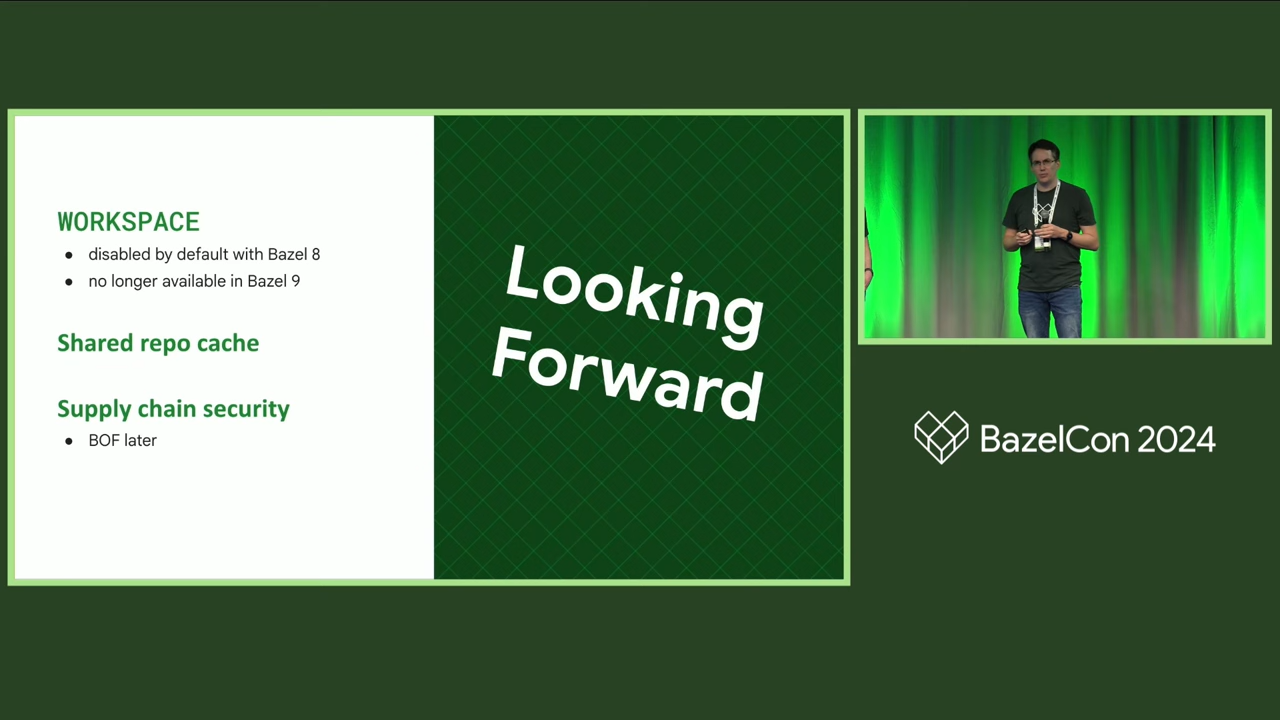 WORKSPACE
● disabled by default with Bazel 8
● no longer available in Bazel 9
Shared repo cache
Supply chain security
● BOF later
Looking
Forward
BazelCon 2024